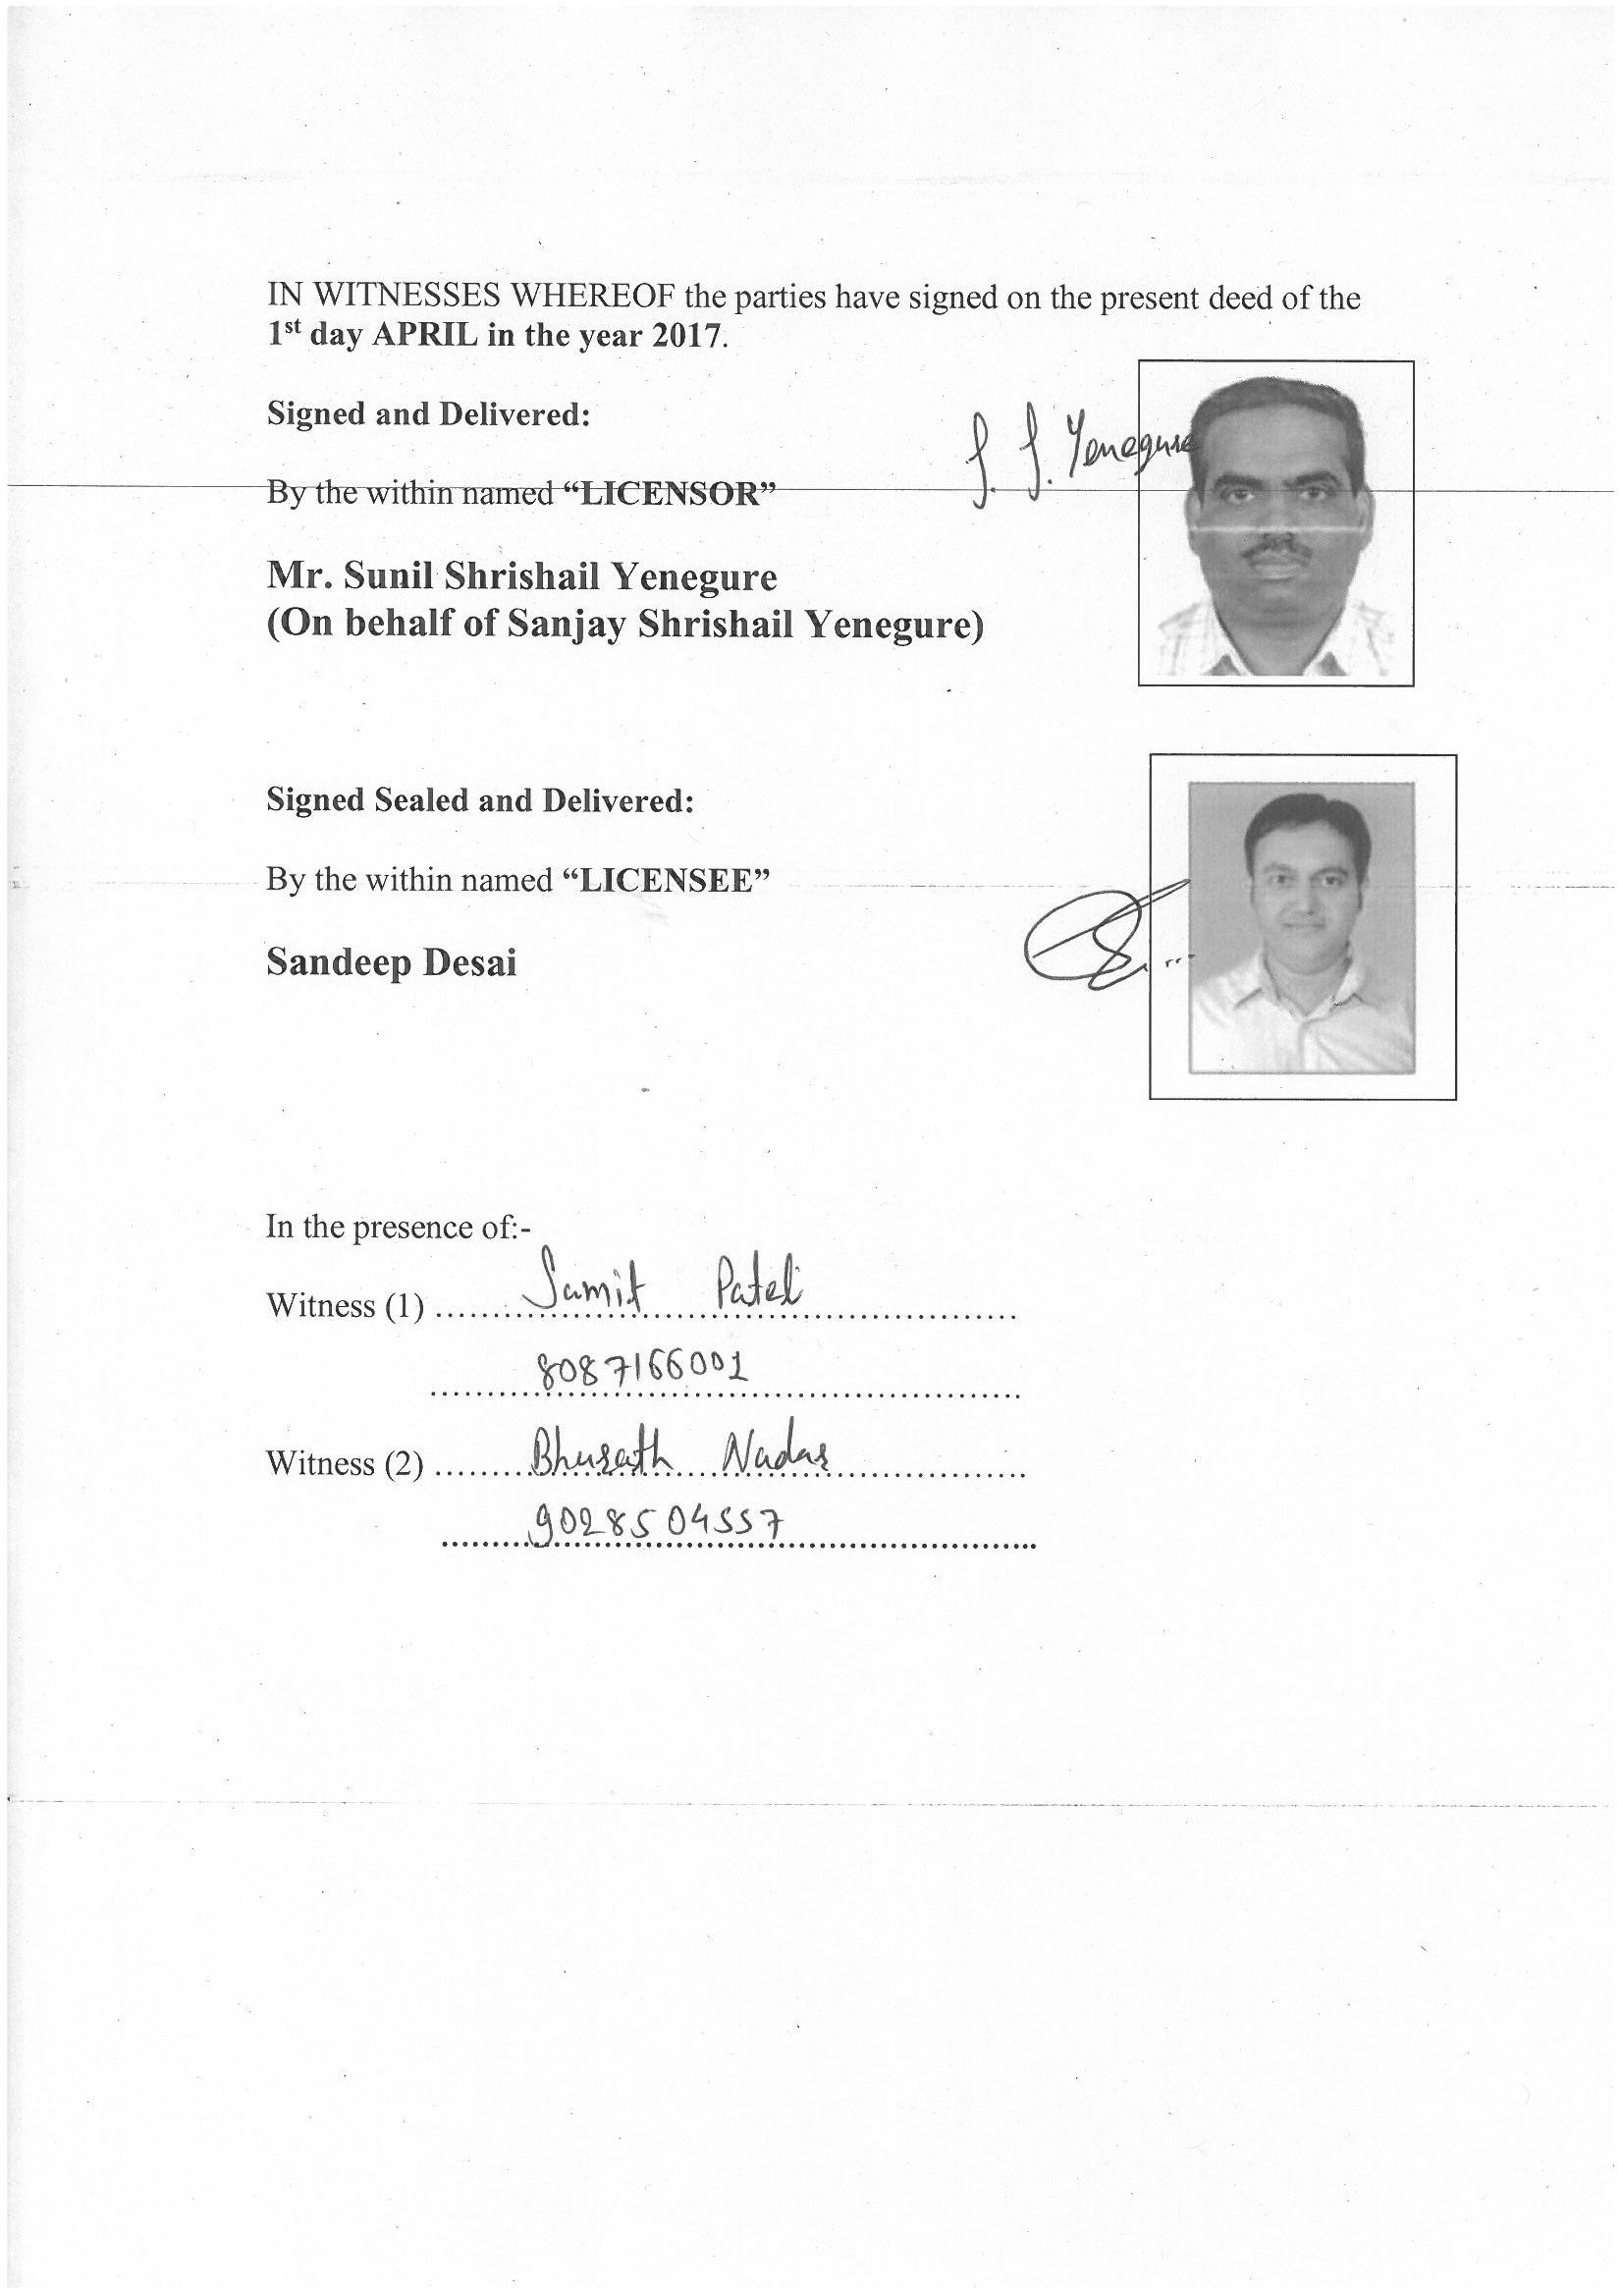 IN WITNESSES WHEREOF the parties have signed on the present deed of the
1st day APRIL in the year 2017.
Signed and Delivered:
S. S. Yenegure
By the within named “LICENSOR”
Mr. Sunil Shrishail Yenegure
(On behalf of Sanjay Shrishail Yenegure)
Signed Sealed and Delivered:
By the within named “LICENSEE”
Sandeep Desai
In the presence of:-
Witness (1) Sumit Patel
8087166001
Witness (2) Bhusath Nadar
9028504557